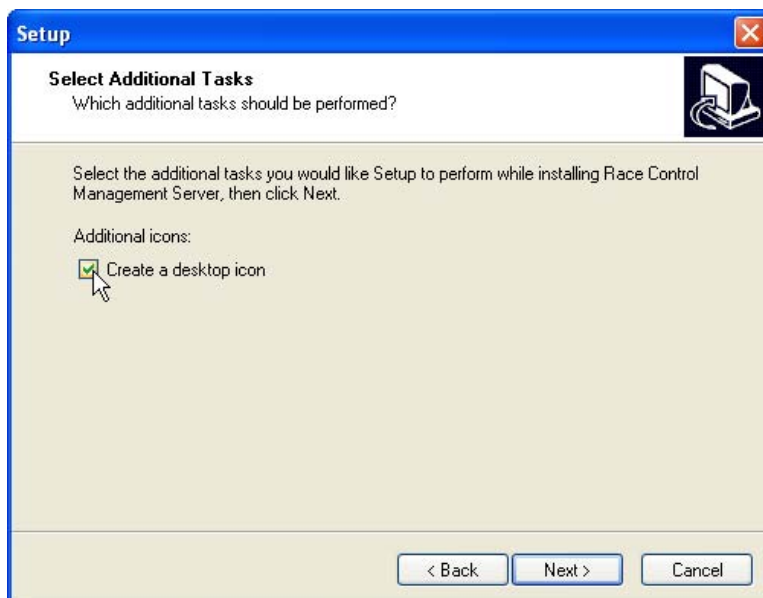 Setup
Select Additional Tasks
Which additional tasks should be performed?
Select the additional tasks you would like Setup to perform while installing Race Control
Management Server, then click Next.
Additional icons:
Create a desktop icon
< Back
Next >
Cancel